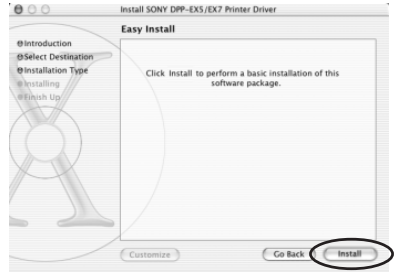 Install SONY DPP-EX5/EX7 Printer Driver
Easy Install
Introduction
Select Destination
Installation Type
Installing
Finish Up
Click Install to perform a basic installation of this
software package.
Customize
Go Back
Install